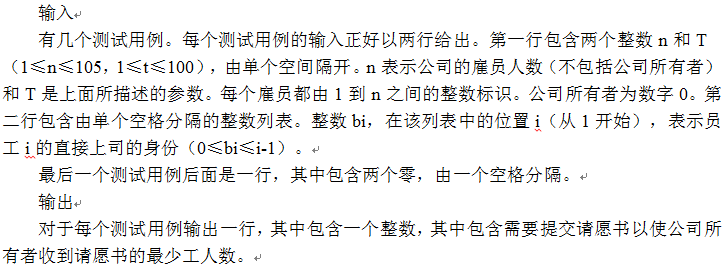 输入
有几个测试用例。每个测试用例的输入正好以两行给出。第一行包含两个整数 n 和 T
（1≤n≤105，1≤t≤100），由单个空间隔开。n 表示公司的雇员人数（不包括公司所有者）
和 T 是上面所描述的参数。每个雇员都由 1 到 n 之间的整数标识。公司所有者为数字 0。第
二行包含由单个空格分隔的整数列表。整数 bi，在该列表中的位置 i（从 1 开始），表示员
工 i 的直接上司的身份（0≤bi≤i-1）。
最后一个测试用例后面是一行，其中包含两个零，由一个空格分隔。
输出
对于每个测试用例输出一行，其中包含一个整数，其中包含需要提交请愿书以使公司所
有者收到请愿书的最少工人数。